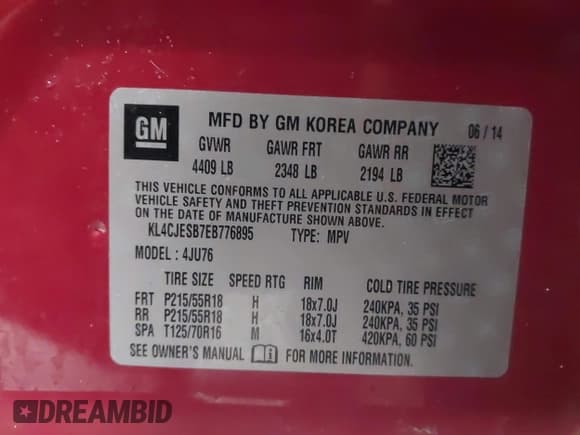 GM
MFD BY GM KOREA COMPANY 06 / 14
GVWR GAWR FRT GAWR RR
4409 LB 2348 LB 2194 LB
THIS VEHICLE CONFORMS TO ALL APPLICABLE U.S. FEDERAL MOTOR
VEHICLE SAFETY AND THEFT PREVENTION STANDARDS IN EFFECT
ON THE DATE OF MANUFACTURE SHOWN ABOVE.
KL4CJESB7EB776895 TYPE: MPV
MODEL : 4JU76
TIRE SIZE SPEED RTG RIM COLD TIRE PRESSURE
FRT P215/55R18 H 18x7.0J 240KPA, 35 PSI
RR P215/55R18 H 18x7.0J 240KPA, 35 PSI
SPA T125/70R16 M 16x4.0T 420KPA, 60 PSI
SEE OWNER'S MANUAL FOR MORE INFORMATION.
DREAMBID